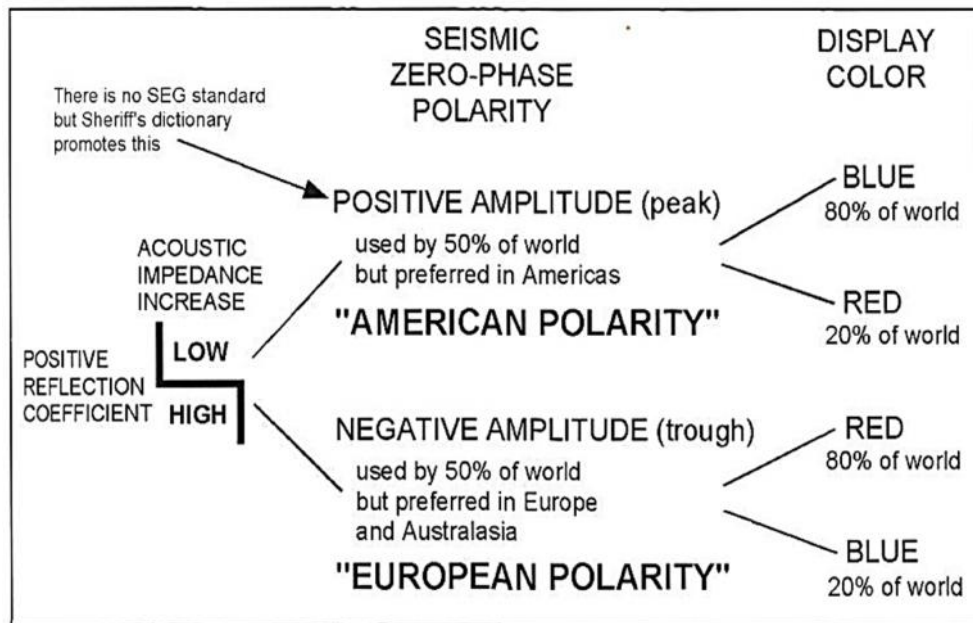 SEISMIC
ZERO-PHASE
POLARITY
DISPLAY
COLOR
There is no SEG standard
but Sheriff's dictionary
promotes this
POSITIVE AMPLITUDE (peak)
used by 50% of world
but preferred in Americas
"AMERICAN POLARITY"
BLUE
80% of world
RED
20% of world
ACOUSTIC
IMPEDANCE
INCREASE
LOW
HIGH
POSITIVE
REFLECTION
COEFFICIENT
NEGATIVE AMPLITUDE (trough)
used by 50% of world
but preferred in Europe
and Australasia
"EUROPEAN POLARITY"
RED
80% of world
BLUE
20% of world